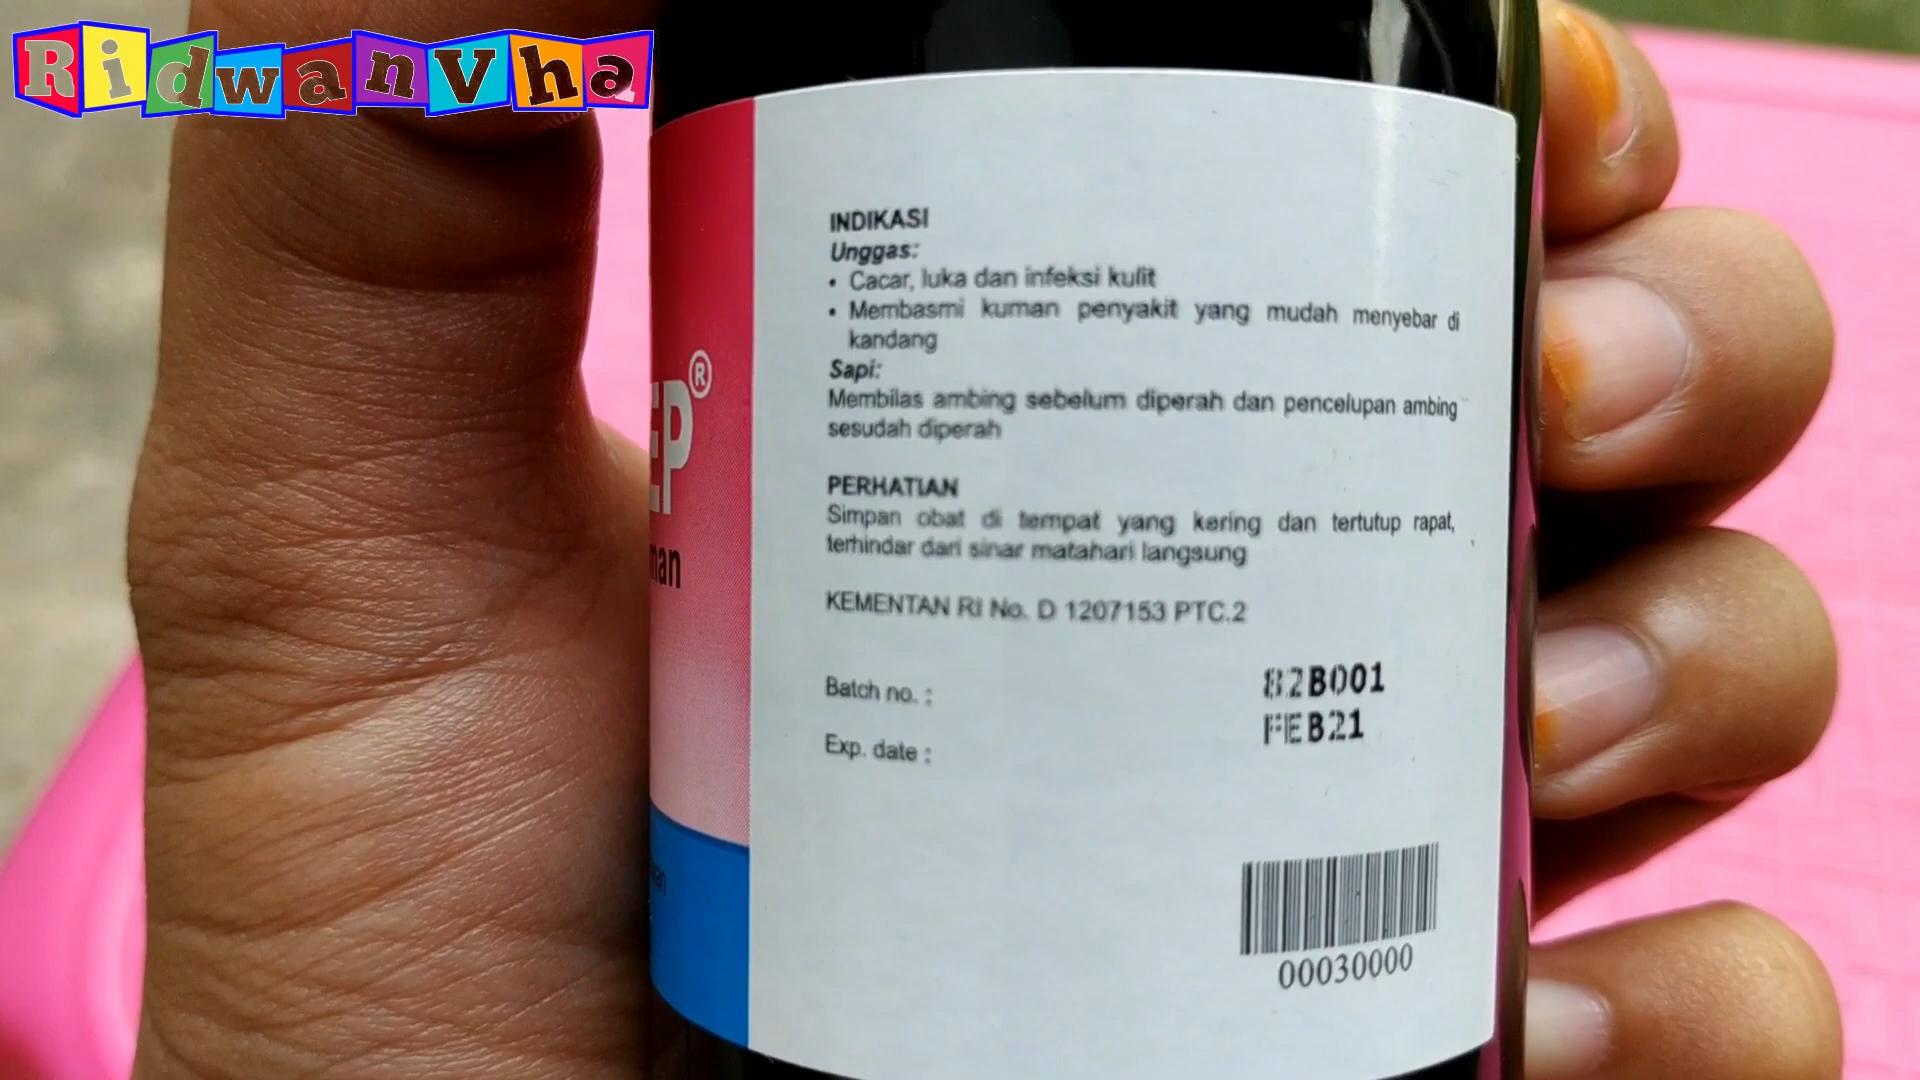 RidwanVha
INDIKASI
Unggas:
• Cacar, luka dan infeksi kulit
• Membasmi kuman penyakit yang mudah menyebar di
kandang
Sapi:
Membilas ambing sebelum diperah dan pencelupan ambing
sesudah diperah
EP®
man
PERHATIAN
Simpan obat di tempat yang kering dan tertutup rapat,
terhindar dari sinar matahari langsung
KEMENTAN RI No. D 1207153 PTC.2
Batch no. : 82B001
Exp. date : FEB21
00030000